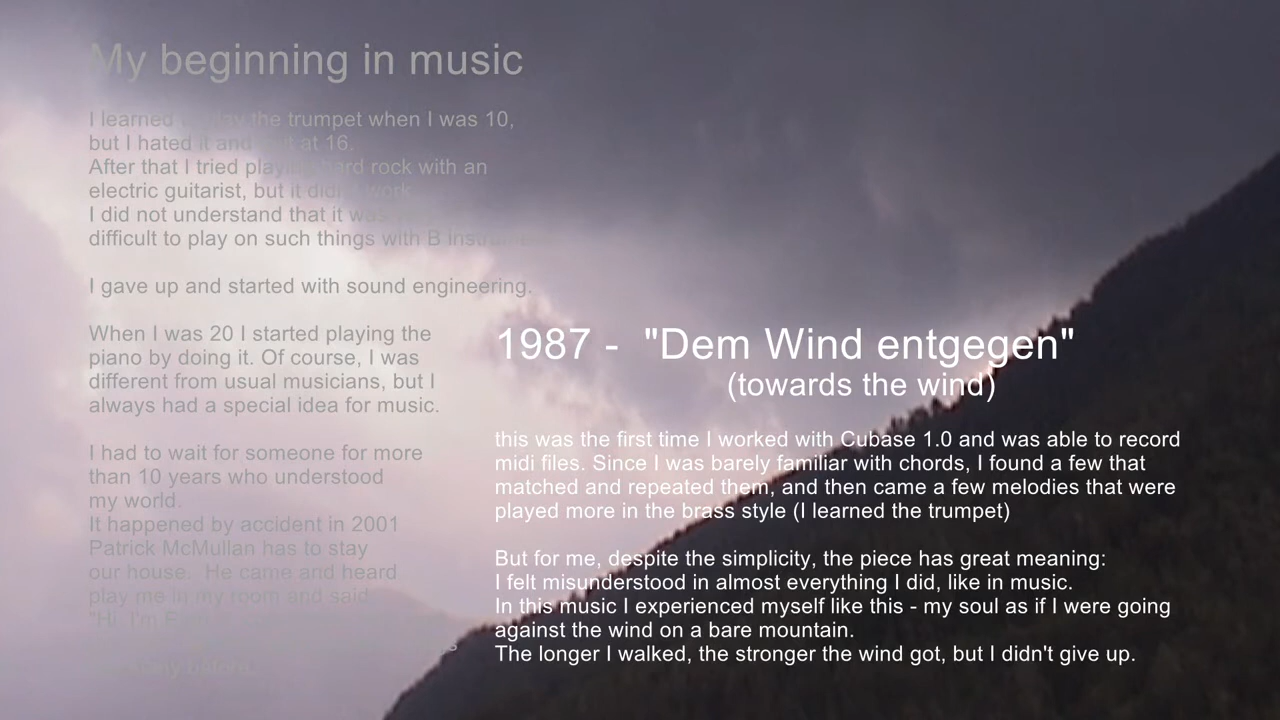 My beginning in music
I learned the trumpet when I was 10,
but I hated it and at 16.
After that I tried hard rock with an
electric guitarist, but it work
I did not understand that it was
difficult to play on such things with B
I gave up and started with sound engineering.
When I was 20 I started playing the
piano by doing it. Of course, I was
different from usual musicians, but I
always had a special idea for music.
I had to wait for someone for more
than 10 years who understood
my world.
It happened by accident in 2001
Patrick McMullan has to stay
our house. He came and heard
play me in my room and said
"Hi, I'm
1987 - "Dem Wind entgegen"
(towards the wind)
this was the first time I worked with Cubase 1.0 and was able to record
midi files. Since I was barely familiar with chords, I found a few that
matched and repeated them, and then came a few melodies that were
played more in the brass style (I learned the trumpet)
But for me, despite the simplicity, the piece has great meaning:
I felt misunderstood in almost everything I did, like in music.
In this music I experienced myself like this - my soul as if I were going
against the wind on a bare mountain.
The longer I walked, the stronger the wind got, but I didn't give up.